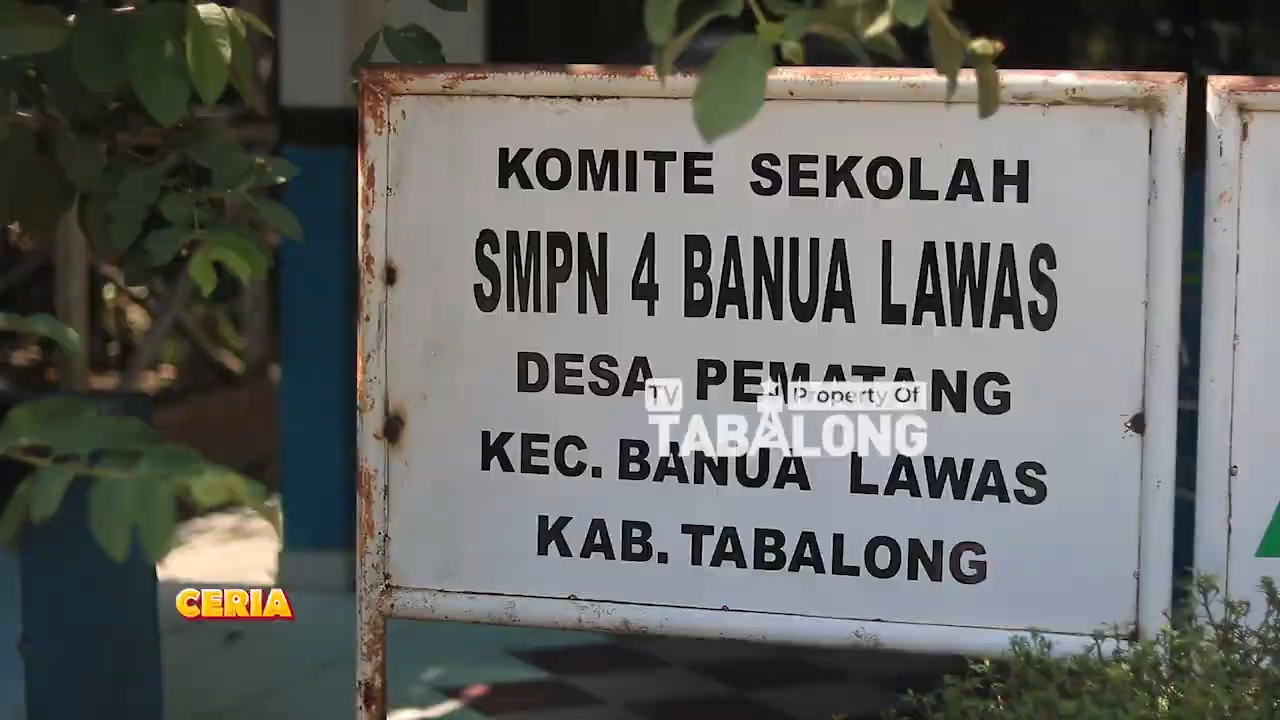 KOMITE SEKOLAH
SMPN 4 BANUA LAWAS
DESA PEMATANG
TV Property Of
TABALONG
KEC. BANUA LAWAS
KAB. TABALONG
CERIA